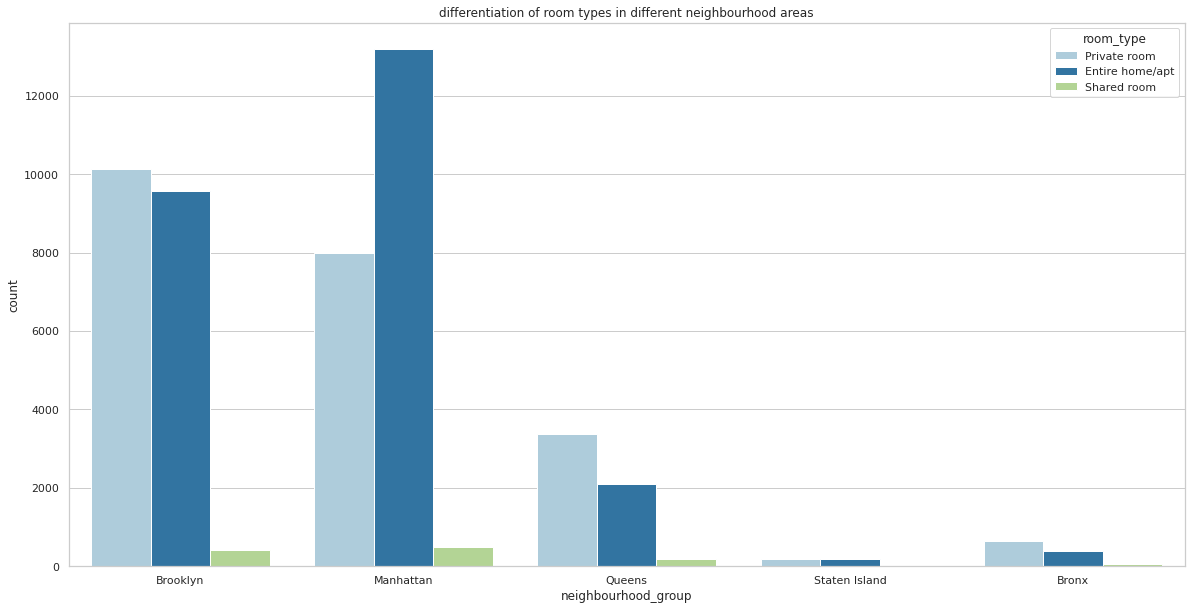 differentiation of room types in different neighbourhood areas
room_type
Private room
Entire home/apt
Shared room
12000
10000
8000
6000
4000
2000
0
count
Brooklyn Manhattan Queens Staten Island Bronx
neighbourhood_group